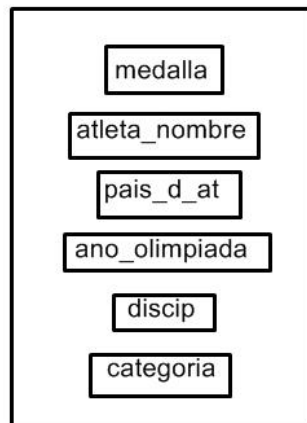 medalla
atleta_nombre
pais_d_at
ano_olimpiada
discip
categoria